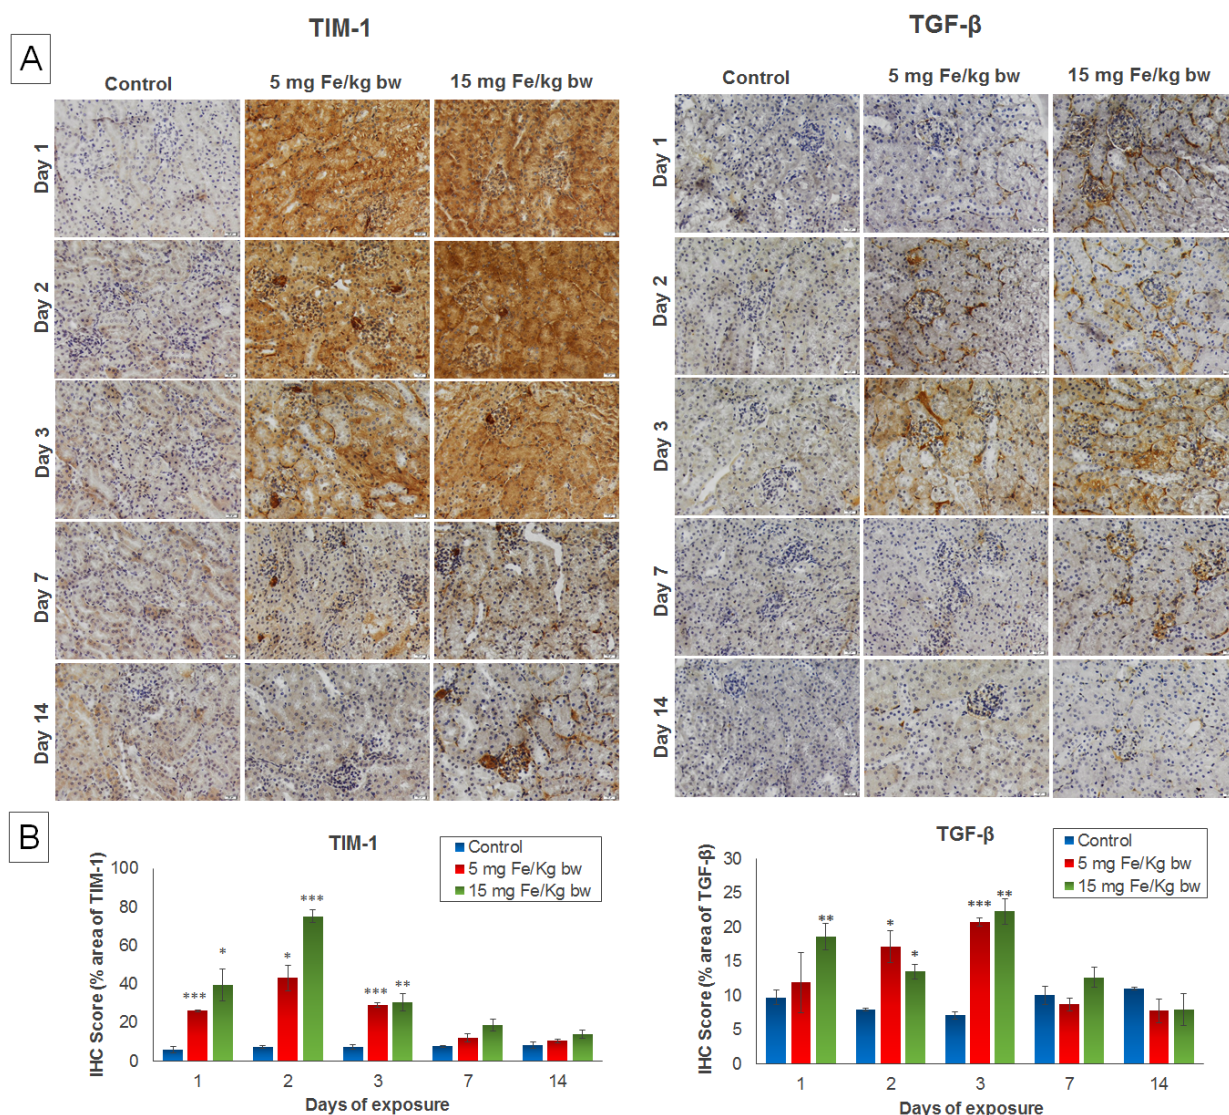 A
TIM-1
Control
5 mg Fe/kg bw
15 mg Fe/kg bw
Day 1
Day 2
Day 3
Day 7
Day 14
TGF-β
Control
5 mg Fe/kg bw
15 mg Fe/kg bw
Day 1
Day 2
Day 3
Day 7
Day 14
B
TIM-1
Control
5 mg Fe/Kg bw
15 mg Fe/Kg bw
IHC Score (% area of TIM-1)
100
80
60
40
20
0
*** *
* ***
*** **
1 2 3 7 14
Days of exposure
TGF-β
Control
5 mg Fe/Kg bw
15 mg Fe/Kg bw
IHC Score (% area of TGF-β)
30
25
20
15
10
5
0
**
* *
*** **
1 2 3 7 14
Days of exposure